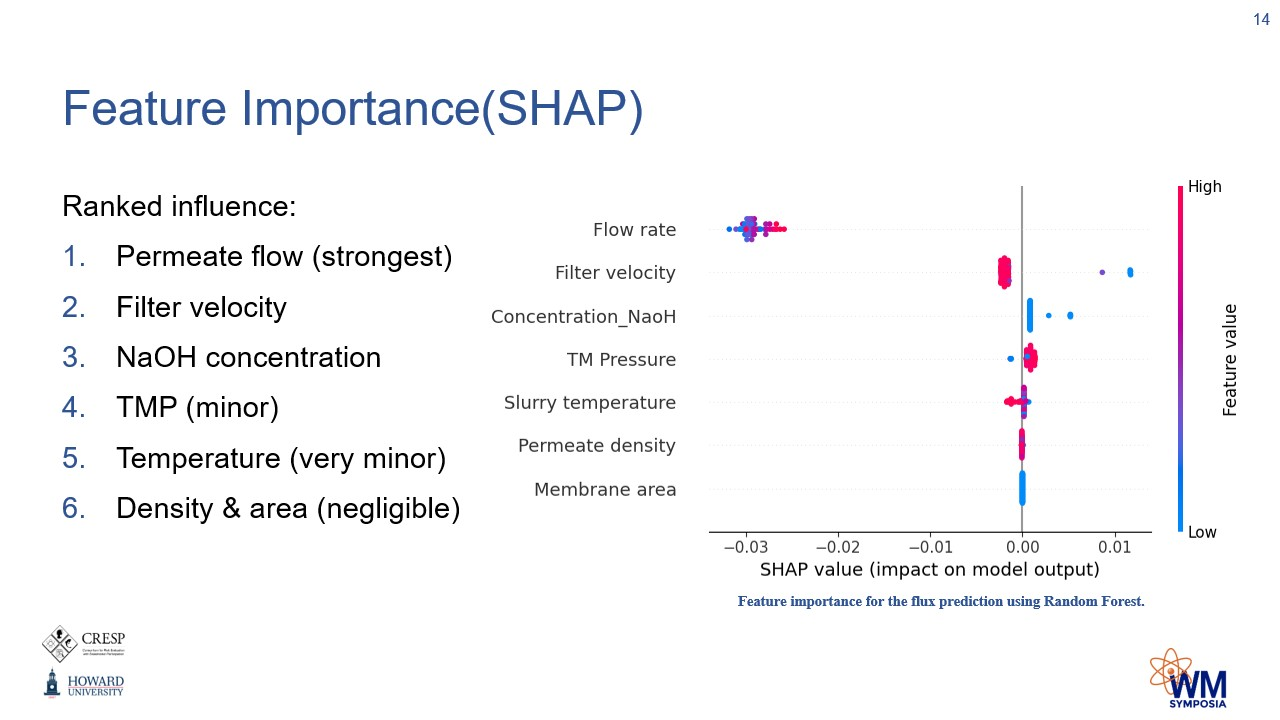 14
Feature Importance(SHAP)
Ranked influence:
1. Permeate flow (strongest)
2. Filter velocity
3. NaOH concentration
4. TMP (minor)
5. Temperature (very minor)
6. Density & area (negligible)
Flow rate
Filter velocity
Concentration_NaoH
TM Pressure
Slurry temperature
Permeate density
Membrane area
−0.03 −0.02 −0.01 0.00 0.01
SHAP value (impact on model output)
High
Feature value
Low
Feature importance for the flux prediction using Random Forest.
CRESP
HOWARD
UNIVERSITY
WM
SYMPOSIA